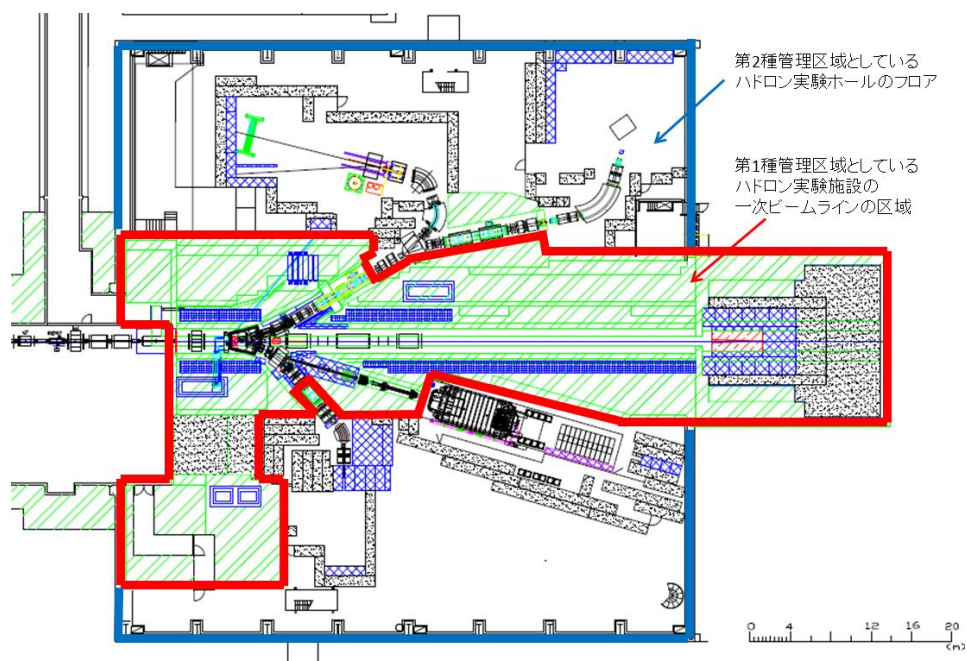 第2種管理区域としている
ハドロン実験ホールのフロア
第1種管理区域としている
ハドロン実験施設の
一次ビームラインの区域
0 4 12 16 20
(m)